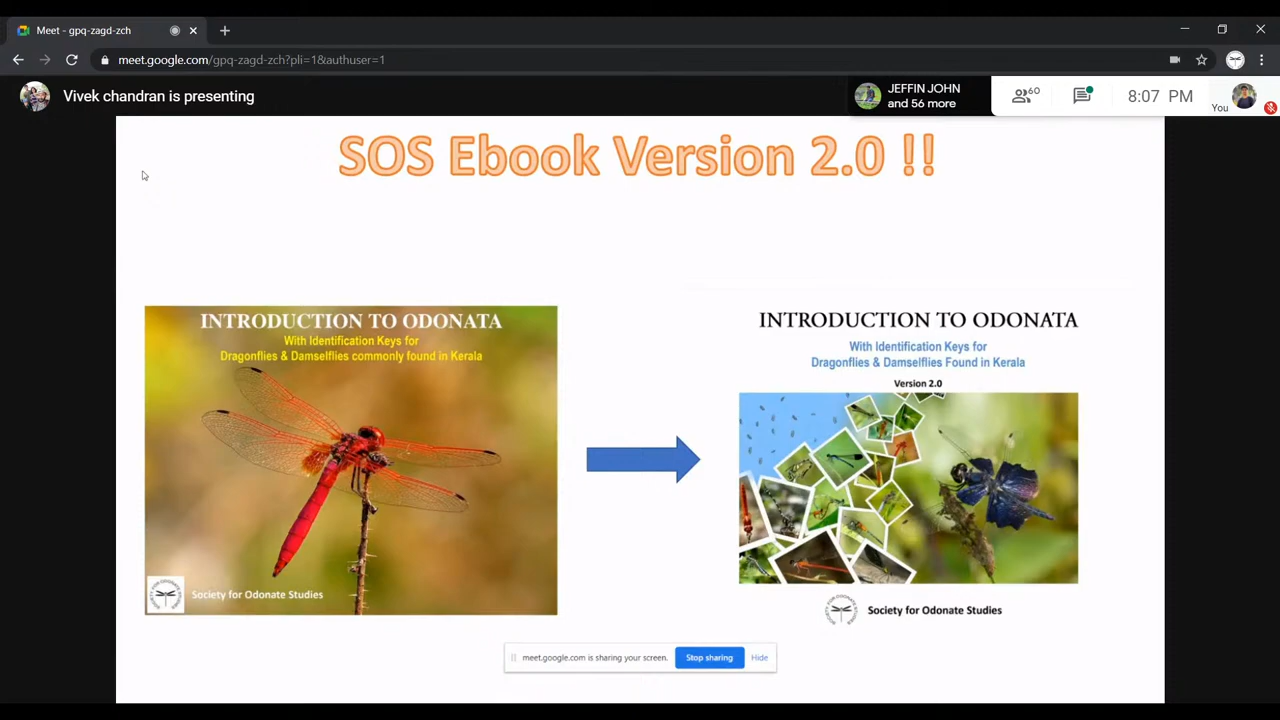 Meet - gpq-zagd-zch
meet.google.com/gpq-zagd-zch?pli=1&authuser=1
Vivek chandran is presenting
JEFFIN JOHN
and 56 more
60
8:07 PM
You
SOS Ebook Version 2.0 !!
INTRODUCTION TO ODONATA
With Identification Keys for
Dragonflies & Damselflies commonly found in Kerala
Society for Odonate Studies
INTRODUCTION TO ODONATA
With Identification Keys for
Dragonflies & Damselflies Found in Kerala
Version 2.0
Society for Odonate Studies
meet.google.com is sharing your screen.
Stop sharing
Hide